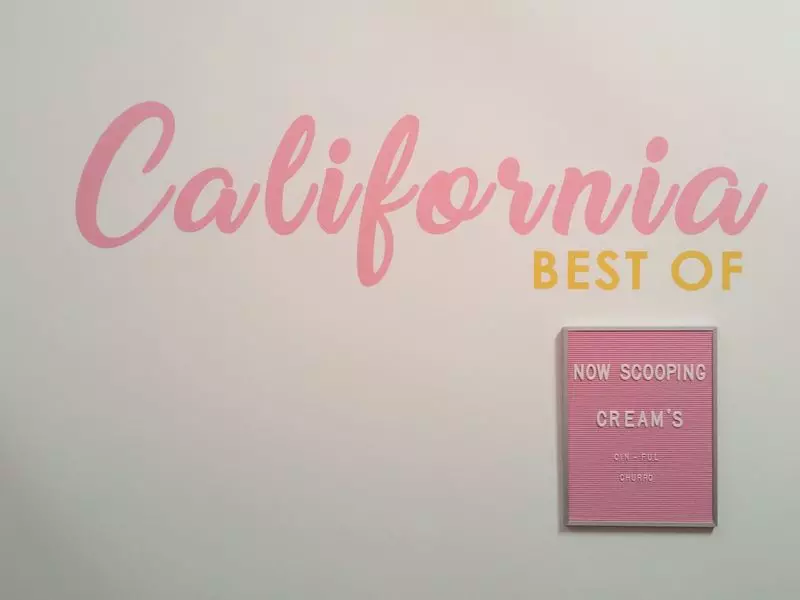 California
BEST OF
NOW SCOOPING
CREAM'S
CIN-FUL
CHURRO